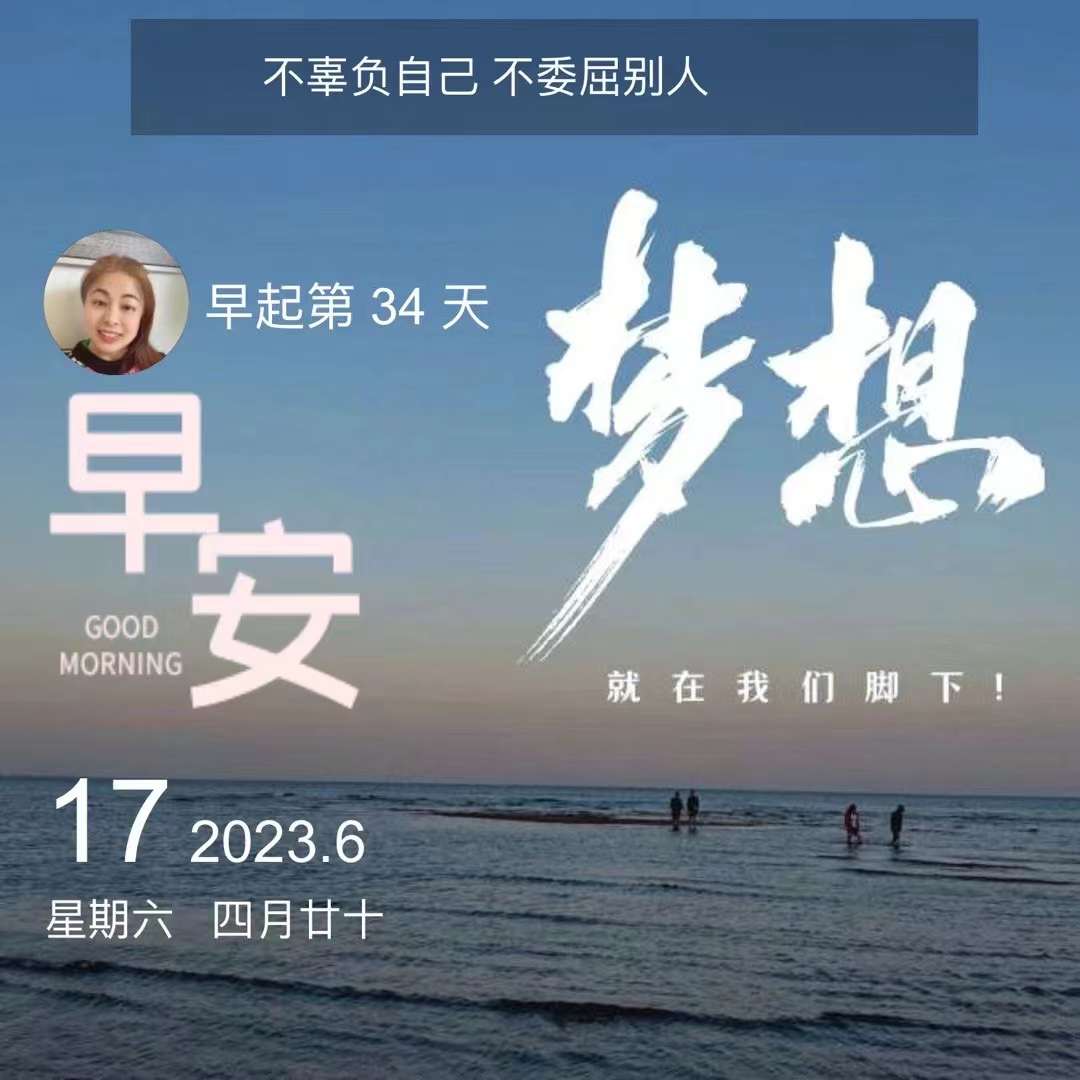 不辜负自己 不委屈别人
早起第 34 天
早安
GOOD
MORNING
梦想
就在我们脚下！
17 2023.6
星期六 四月廿十